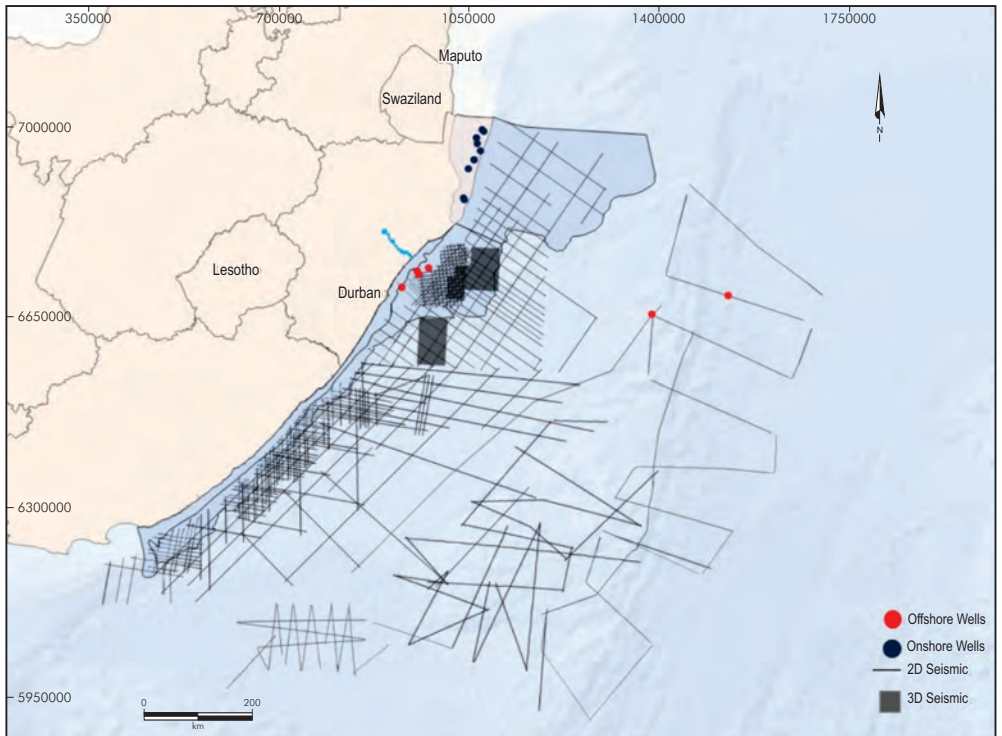 350000 700000 1050000 1400000 1750000
Maputo
Swaziland
7000000
N
Lesotho
Durban
6650000
6300000
Offshore Wells
Onshore Wells
2D Seismic
3D Seismic
5950000
0 200
km